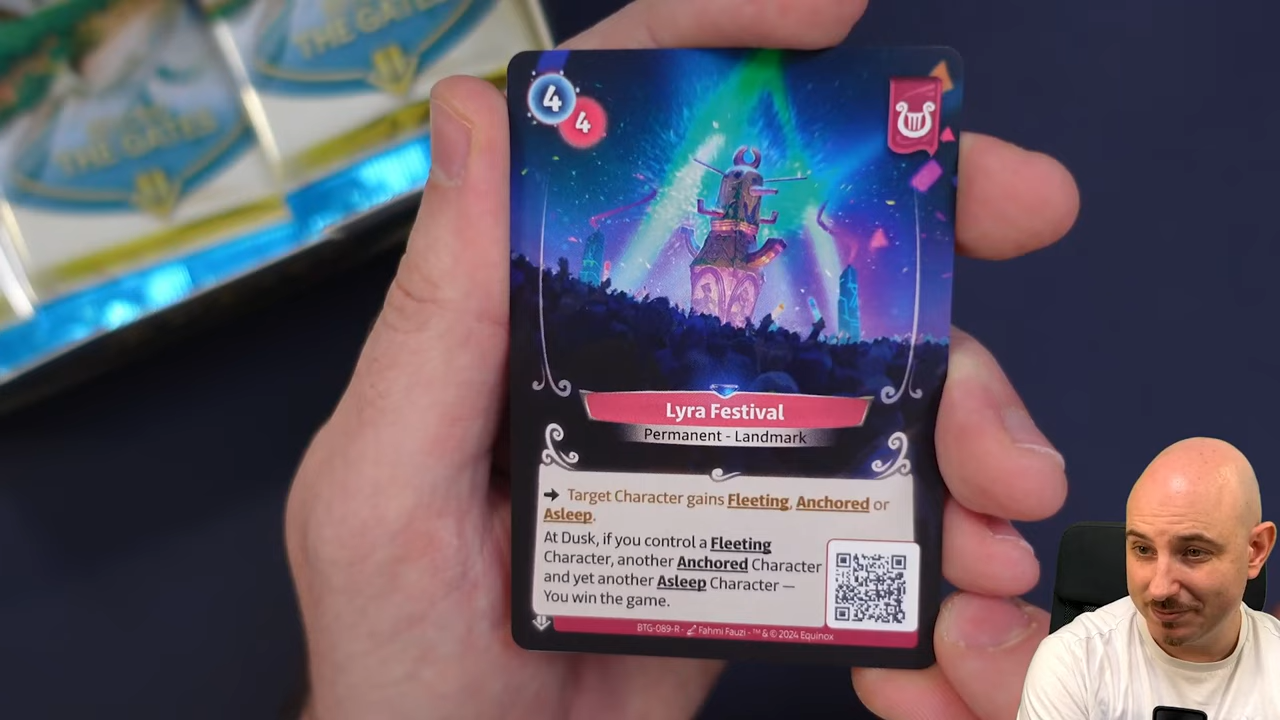 THE GATES
THE GATES
4
4
Lyra Festival
Permanent - Landmark
Target Character gains Fleeting, Anchored or
Asleep.
At Dusk, if you control a Fleeting
Character, another Anchored Character
and yet another Asleep Character —
You win the game.
BTG-089-R - Fahmi Fauzi - ™ & © 2024 Equinox